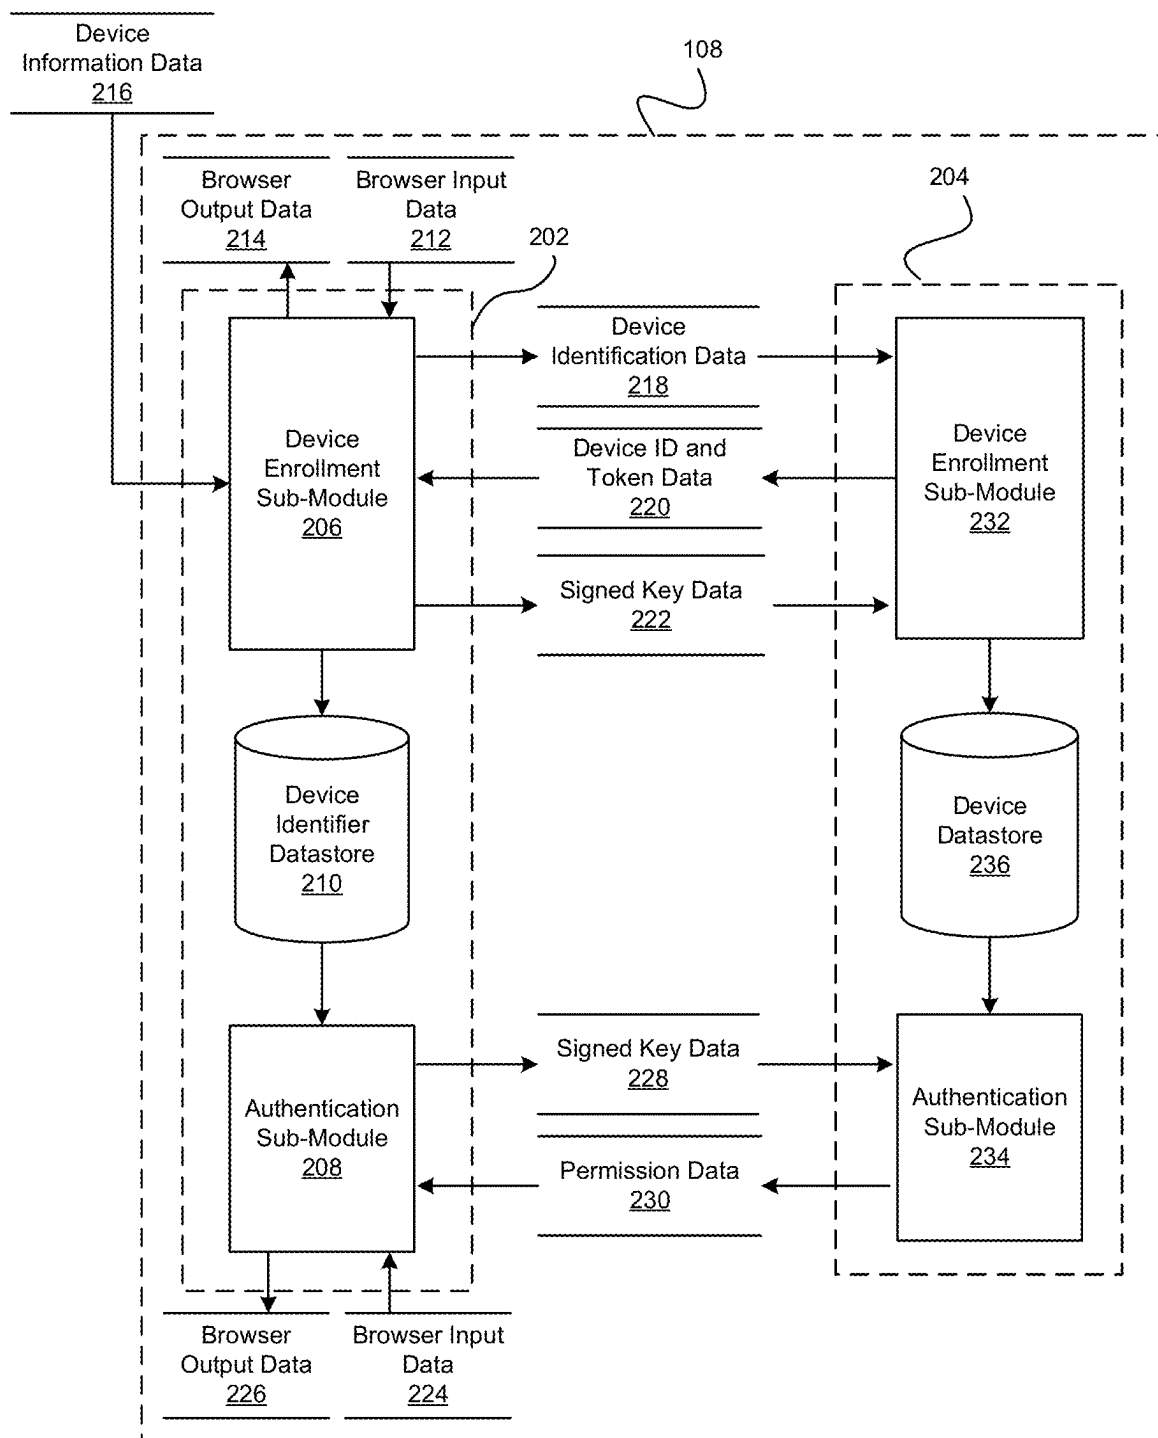 Device
Information Data
216
108
Browser
Output Data
214
Browser Input
Data
212
202
204
Device
Identification Data
218
Device ID and
Token Data
220
Signed Key Data
222
Device
Enrollment
Sub-Module
206
Device
Enrollment
Sub-Module
232
Device
Identifier
Datastore
210
Device
Datastore
236
Signed Key Data
228
Permission Data
230
Authentication
Sub-Module
208
Authentication
Sub-Module
234
Browser
Output Data
226
Browser Input
Data
224